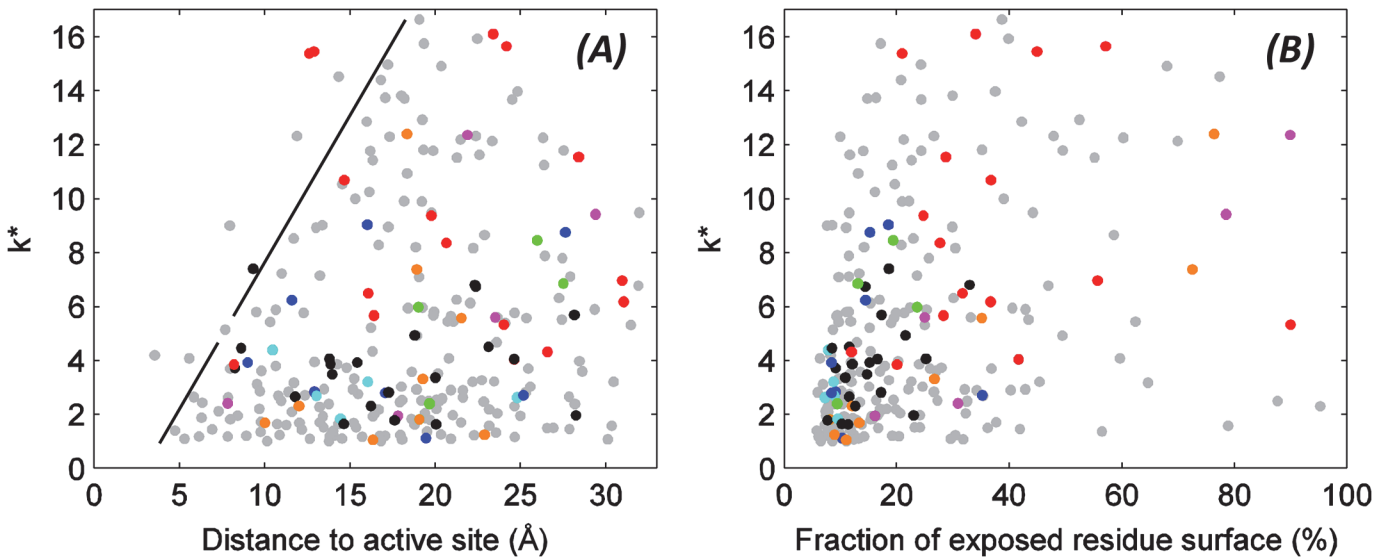 (A)
16
14
12
10
8
6
4
2
0
k*
0 5 10 15 20 25 30
Distance to active site (Å)
(B)
16
14
12
10
8
6
4
2
0
k*
0 20 40 60 80 100
Fraction of exposed residue surface (%)